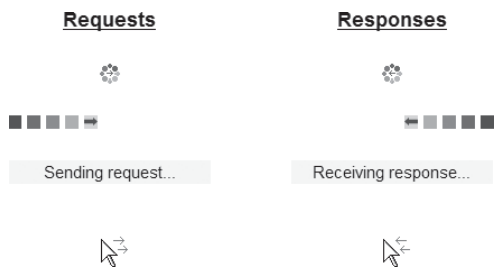 Requests
Responses
Sending request...
Receiving response...